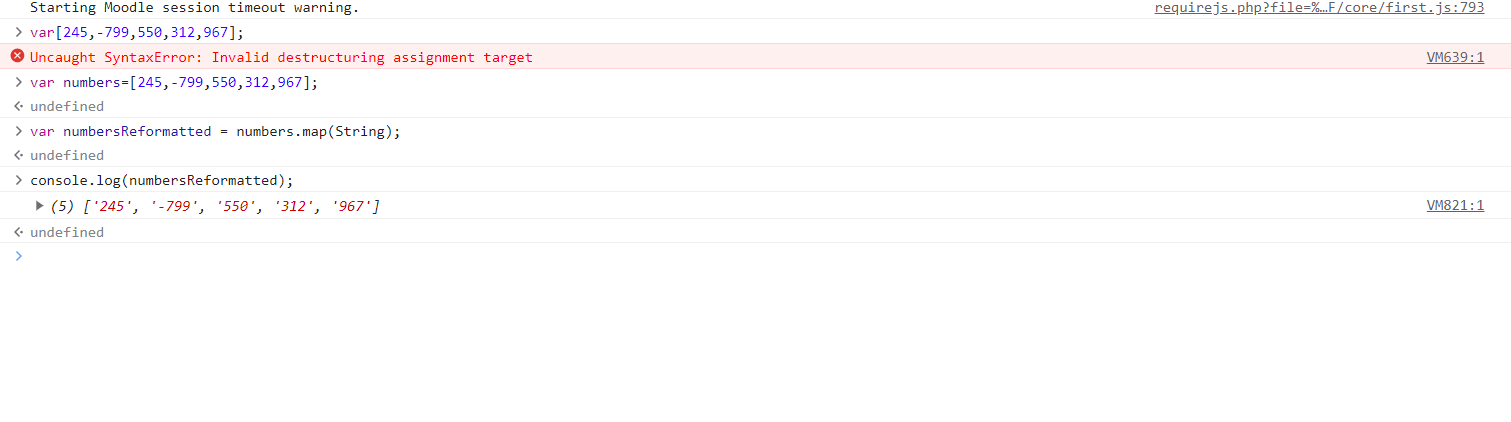 Starting Moodle session timeout warning. requirejs.php?file=%…F/core/first.js:793
> var[245,-799,550,312,967];
Uncaught SyntaxError: Invalid destructuring assignment target VM639:1
> var numbers=[245,-799,550,312,967];
undefined
> var numbersReformatted = numbers.map(String);
undefined
> console.log(numbersReformatted);
(5) ['245', '-799', '550', '312', '967'] VM821:1
undefined
>